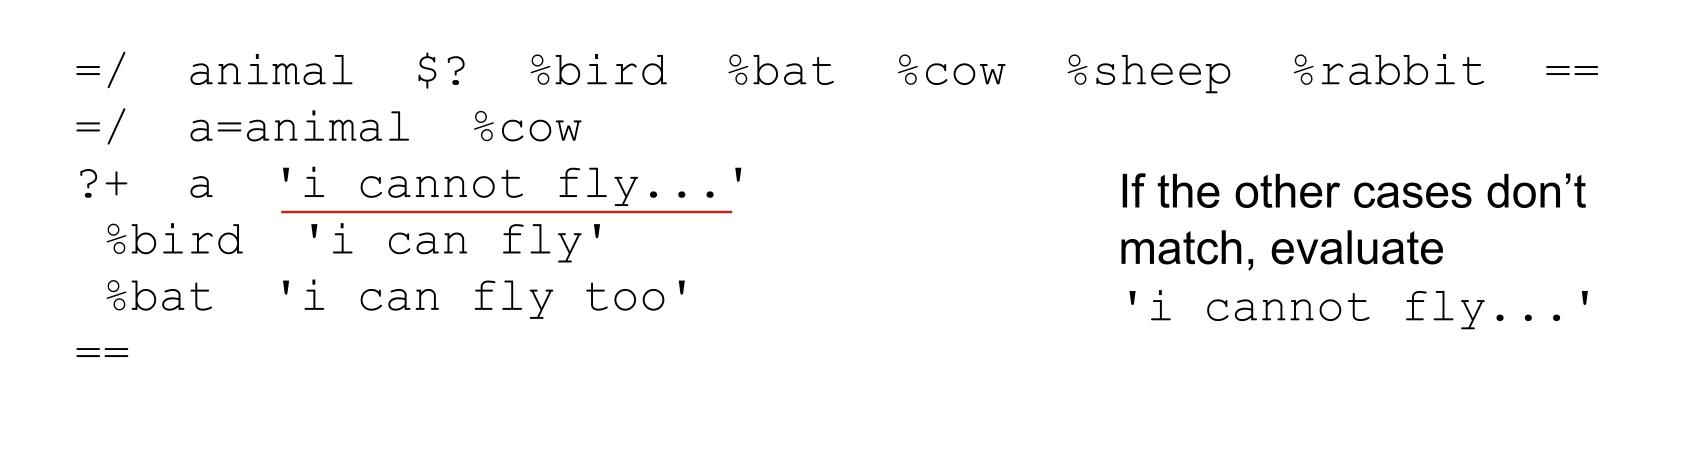 =/  animal  $?  %bird  %bat  %cow  %sheep  %rabbit  ==
=/  a=animal  %cow
?+  a  'i cannot fly...'
 %bird  'i can fly'
 %bat  'i can fly too'
==
If the other cases don’t
match, evaluate
'i cannot fly...'